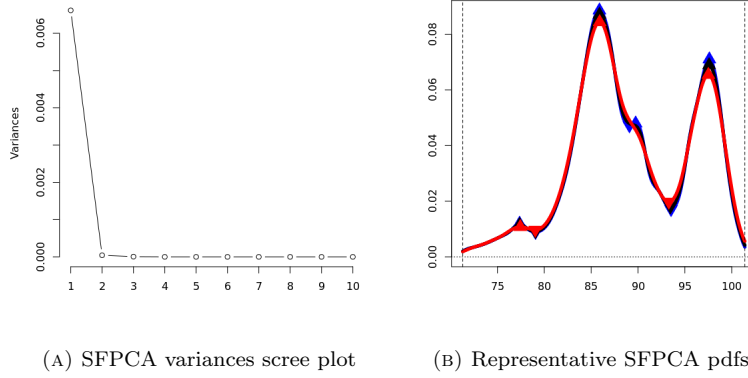 0.006
0.004
0.002
0.000
Variances
1 2 3 4 5 6 7 8 9 10
0.08
0.06
0.04
0.02
0.00
75 80 85 90 95 100
(A) SFPCA variances scree plot
(B) Representative SFPCA pdfs